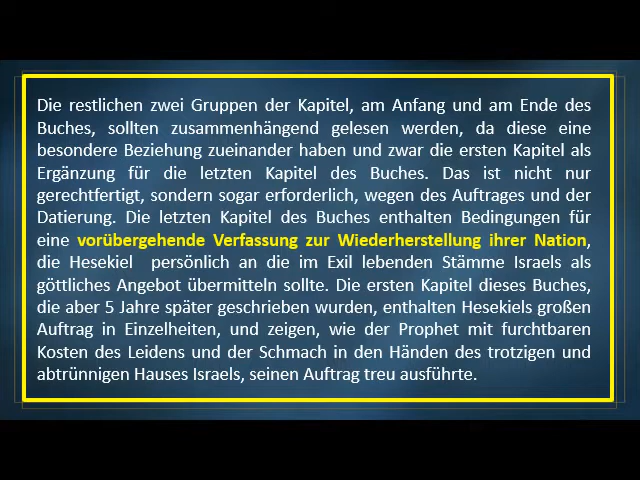 Die restlichen zwei Gruppen der Kapitel, am Anfang und am Ende des
Buches, sollten zusammenhängend gelesen werden, da diese eine
besondere Beziehung zueinander haben und zwar die ersten Kapitel als
Ergänzung für die letzten Kapitel des Buches. Das ist nicht nur
gerechtfertigt, sondern sogar erforderlich, wegen des Auftrages und der
Datierung. Die letzten Kapitel des Buches enthalten Bedingungen für
eine vorübergehende Verfassung zur Wiederherstellung ihrer Nation,
die Hesekiel persönlich an die im Exil lebenden Stämme Israels als
göttliches Angebot übermitteln sollte. Die ersten Kapitel dieses Buches,
die aber 5 Jahre später geschrieben wurden, enthalten Hesekiels großen
Auftrag in Einzelheiten, und zeigen, wie der Prophet mit furchtbaren
Kosten des Leidens und der Schmach in den Händen des trotzigen und
abtrünnigen Hauses Israels, seinen Auftrag treu ausführte.